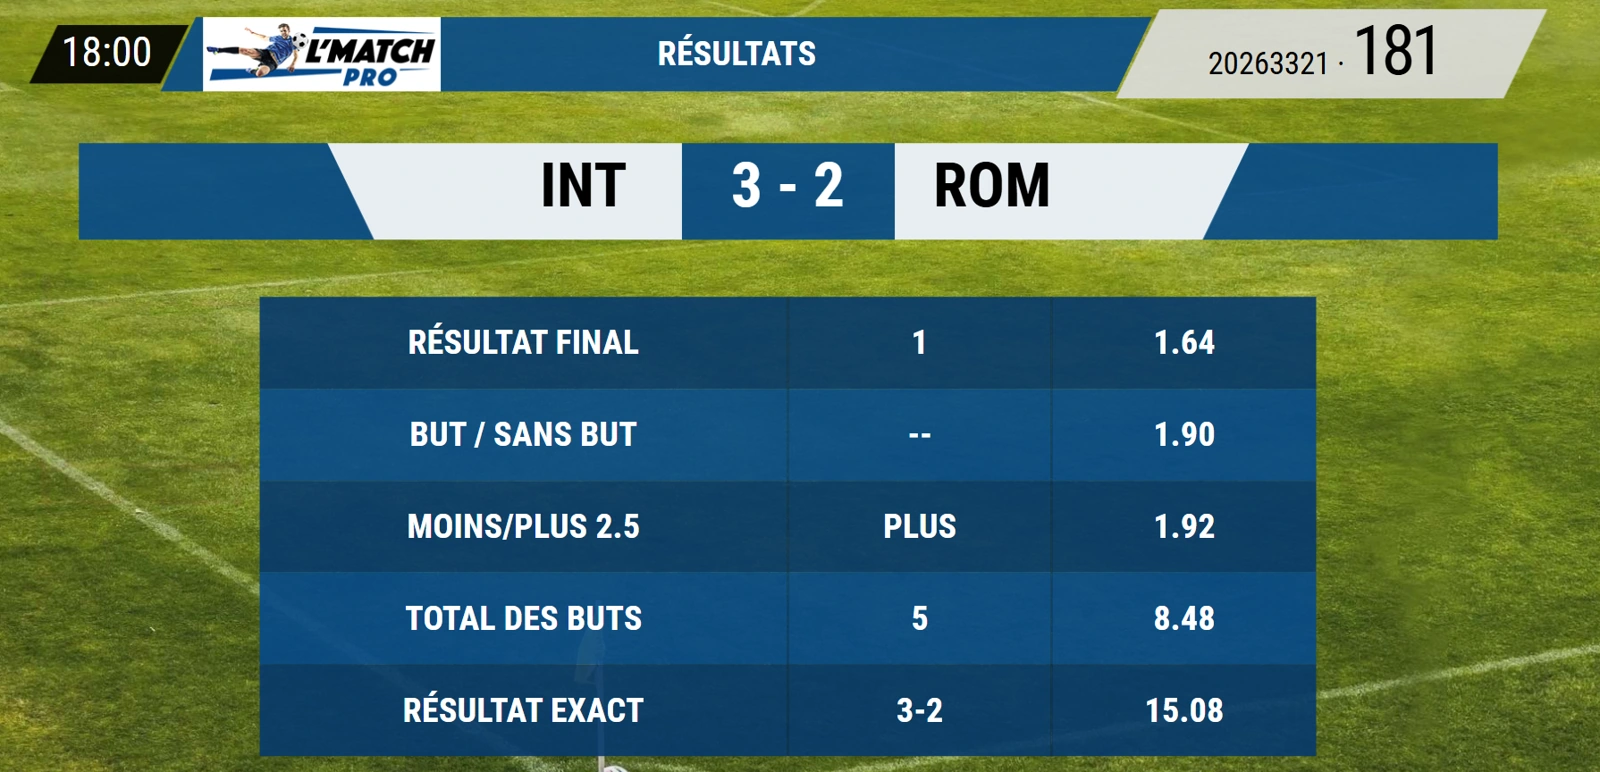 18:00
L'MATCH
PRO
RÉSULTATS
20263321 · 181
INT 3 - 2 ROM
RÉSULTAT FINAL 1 1.64
BUT / SANS BUT -- 1.90
MOINS/PLUS 2.5 PLUS 1.92
TOTAL DES BUTS 5 8.48
RÉSULTAT EXACT 3-2 15.08